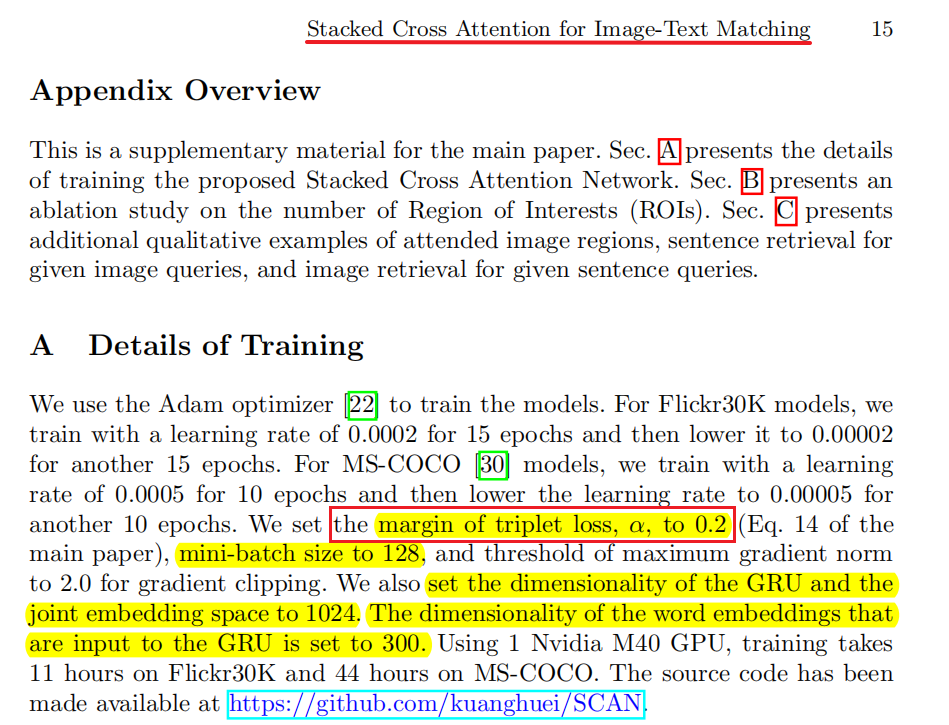 Stacked Cross Attention for Image-Text Matching 15
Appendix Overview
This is a supplementary material for the main paper. Sec. A presents the details
of training the proposed Stacked Cross Attention Network. Sec. B presents an
ablation study on the number of Region of Interests (ROIs). Sec. C presents
additional qualitative examples of attended image regions, sentence retrieval for
given image queries, and image retrieval for given sentence queries.
A Details of Training
We use the Adam optimizer [22] to train the models. For Flickr30K models, we
train with a learning rate of 0.0002 for 15 epochs and then lower it to 0.00002
for another 15 epochs. For MS-COCO [30] models, we train with a learning
rate of 0.0005 for 10 epochs and then lower the learning rate to 0.00005 for
another 10 epochs. We set the margin of triplet loss, α, to 0.2 (Eq. 14 of the
main paper), mini-batch size to 128, and threshold of maximum gradient norm
to 2.0 for gradient clipping. We also set the dimensionality of the GRU and the
joint embedding space to 1024. The dimensionality of the word embeddings that
are input to the GRU is set to 300. Using 1 Nvidia M40 GPU, training takes
11 hours on Flickr30K and 44 hours on MS-COCO. The source code has been
made available at https://github.com/kuanghuei/SCAN.